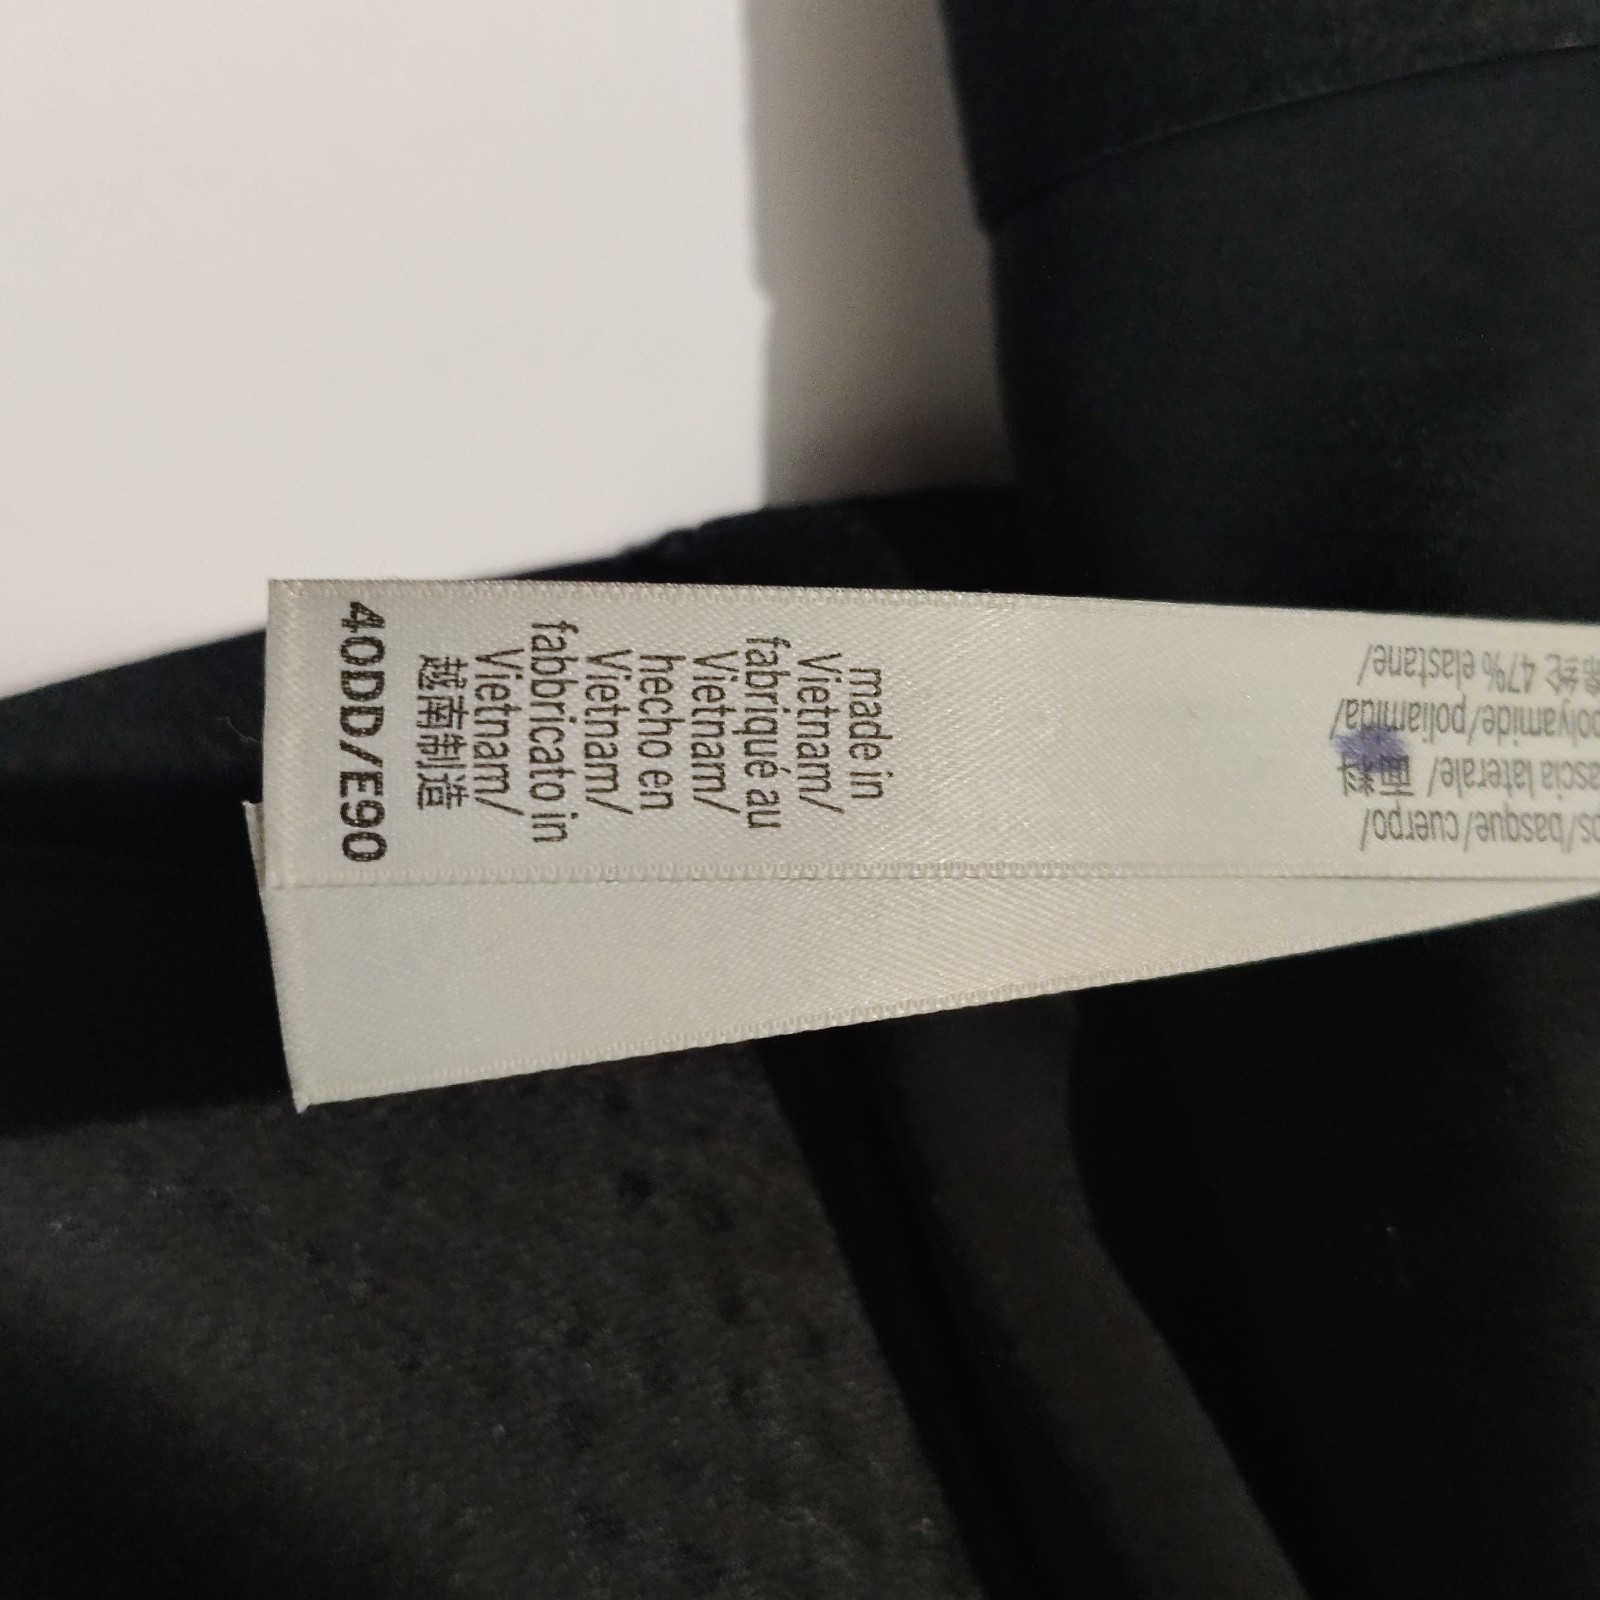 made in
Vietnam/
fabriqué au
Vietnam/
hecho en
Vietnam/
fabbricato in
Vietnam/
越南制造
40DD/E90
/basque/cuerpo/
laterale/
polyamide/poliamida/
47% elastane/